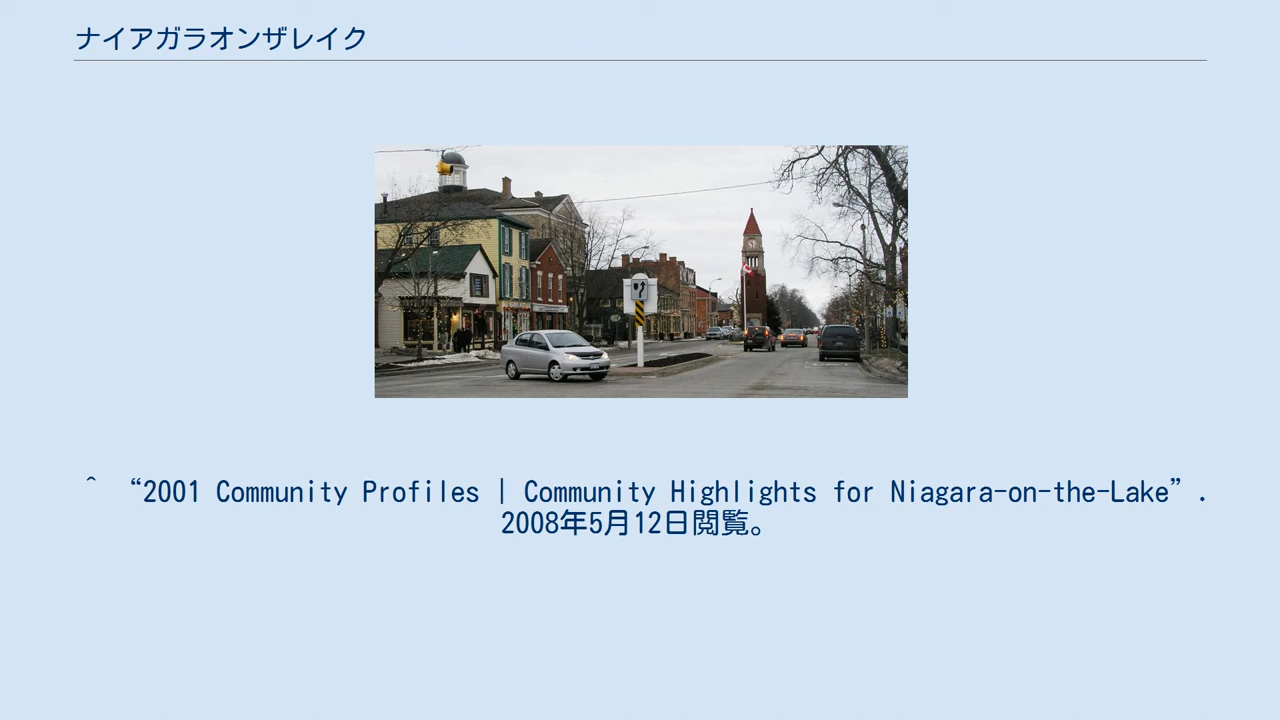 ナイアガラオンザレイク
^ “2001 Community Profiles | Community Highlights for Niagara-on-the-Lake”.
2008年5月12日閲覧。